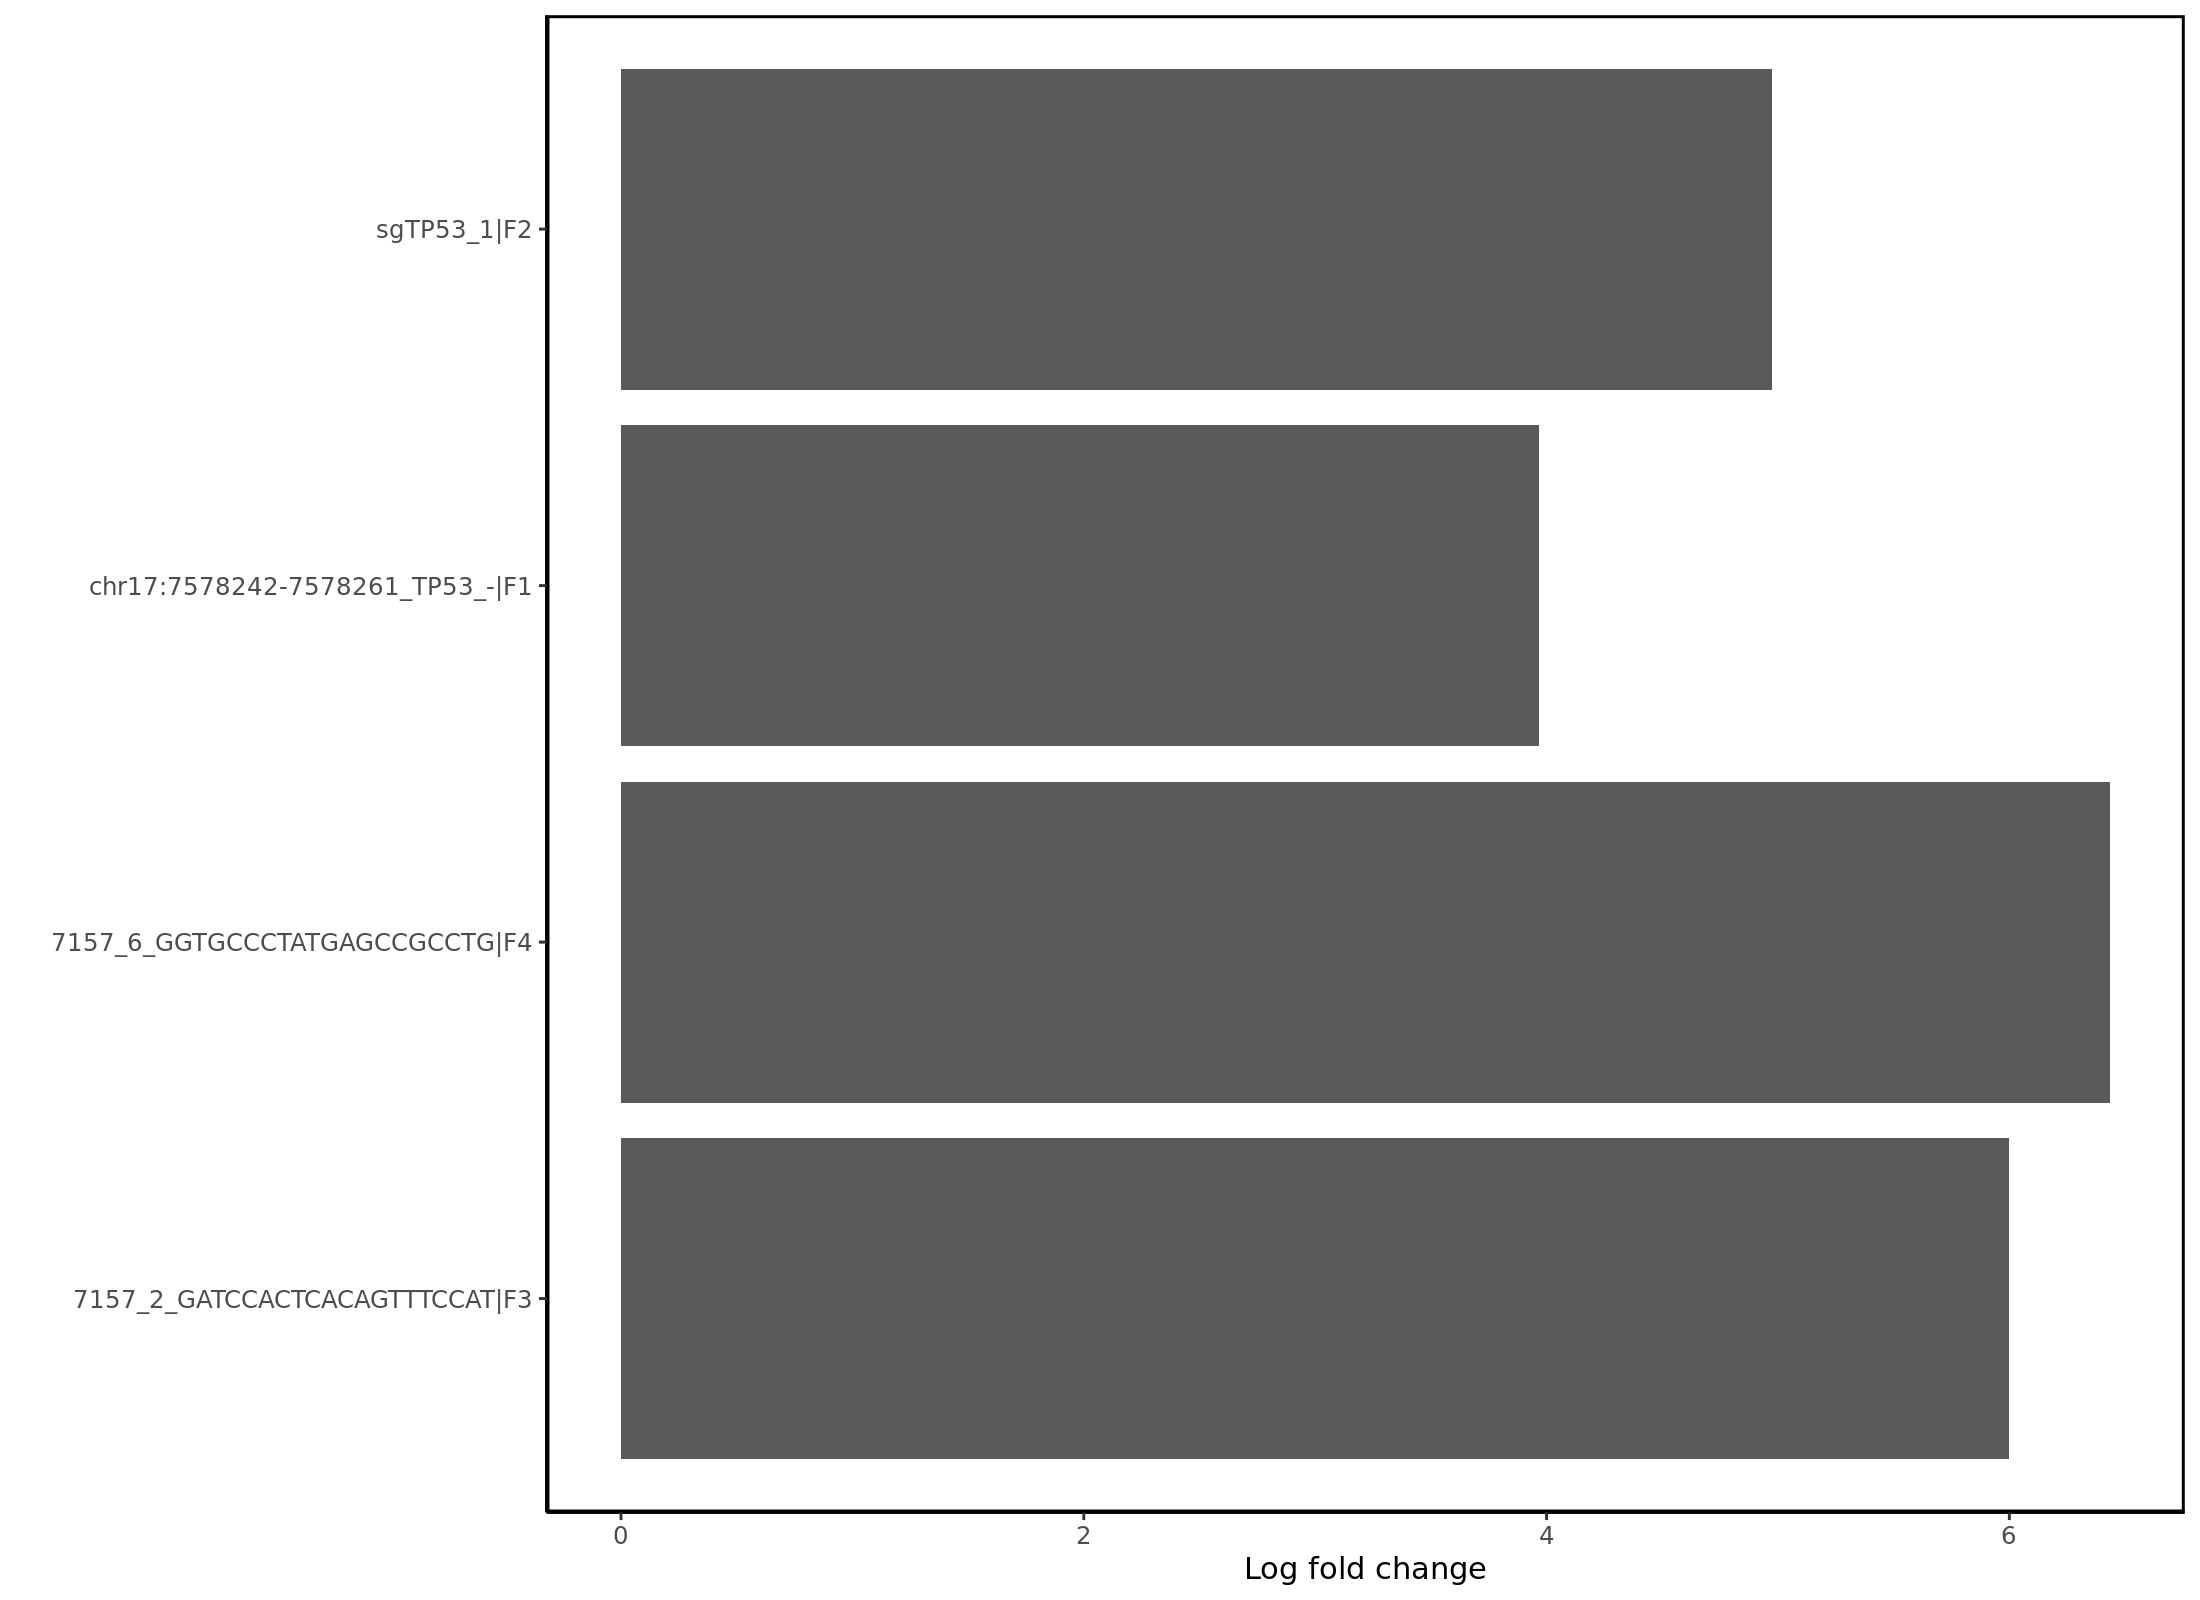 sgTP53_1|F2
chr17:7578242-7578261_TP53_-|F1
7157_6_GGTGCCCTATGAGCCGCCTG|F4
7157_2_GATCCACTCACAGTTTCCAT|F3
0 2 4 6
Log fold change